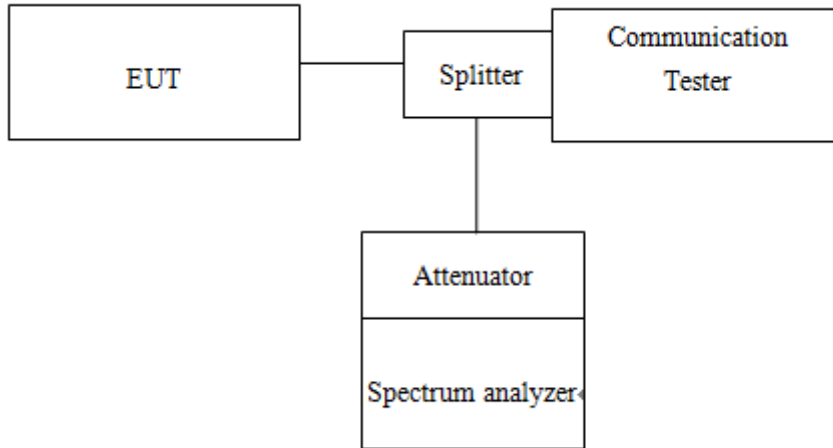 EUT
Splitter
Communication
Tester
Attenuator
Spectrum analyzer